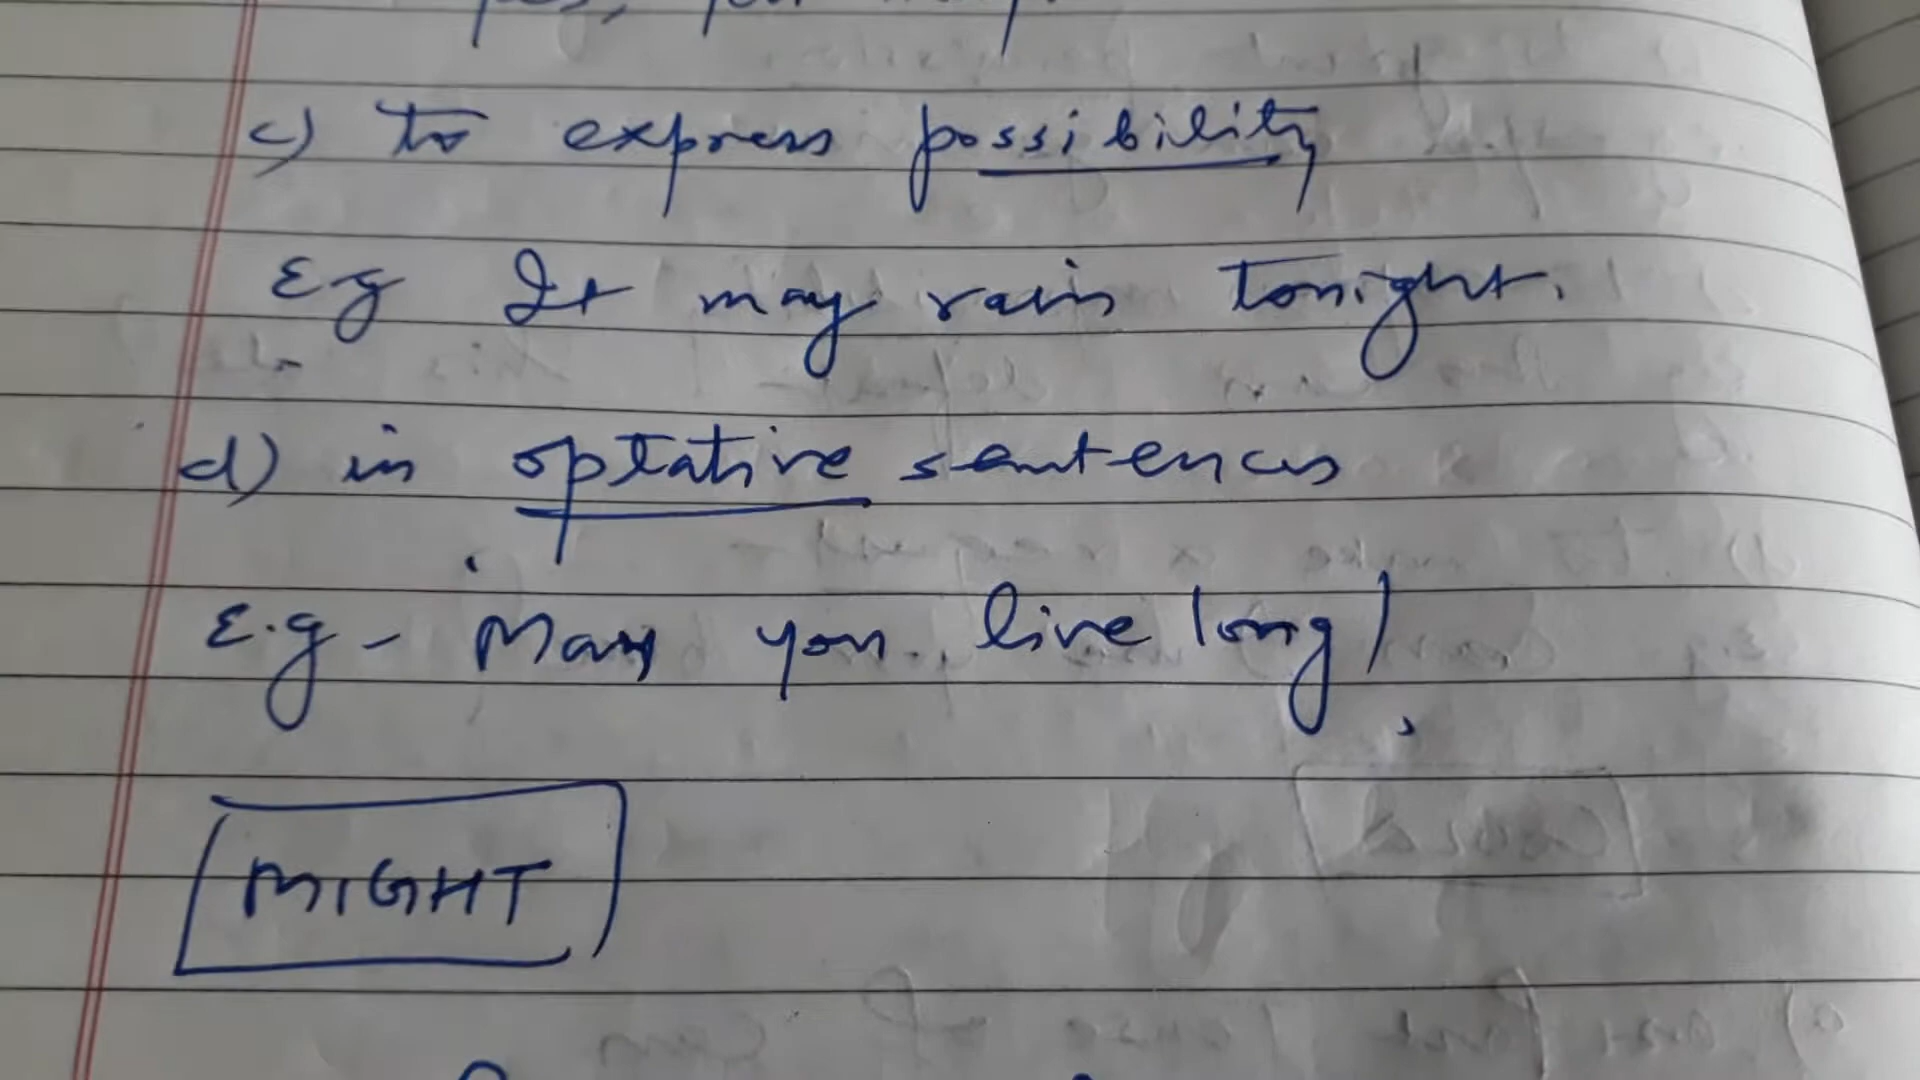 c) to express possibility
Eg It may rain tonight.
d) in optative sentences
E.g - May you live long!
MIGHT